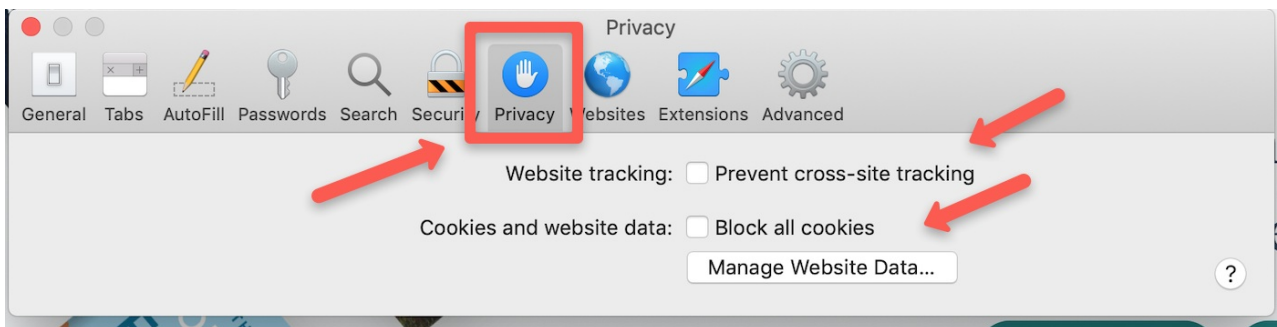 Privacy
General Tabs AutoFill Passwords Search Security Privacy Websites Extensions Advanced
Website tracking: Prevent cross-site tracking
Cookies and website data: Block all cookies
Manage Website Data...
?